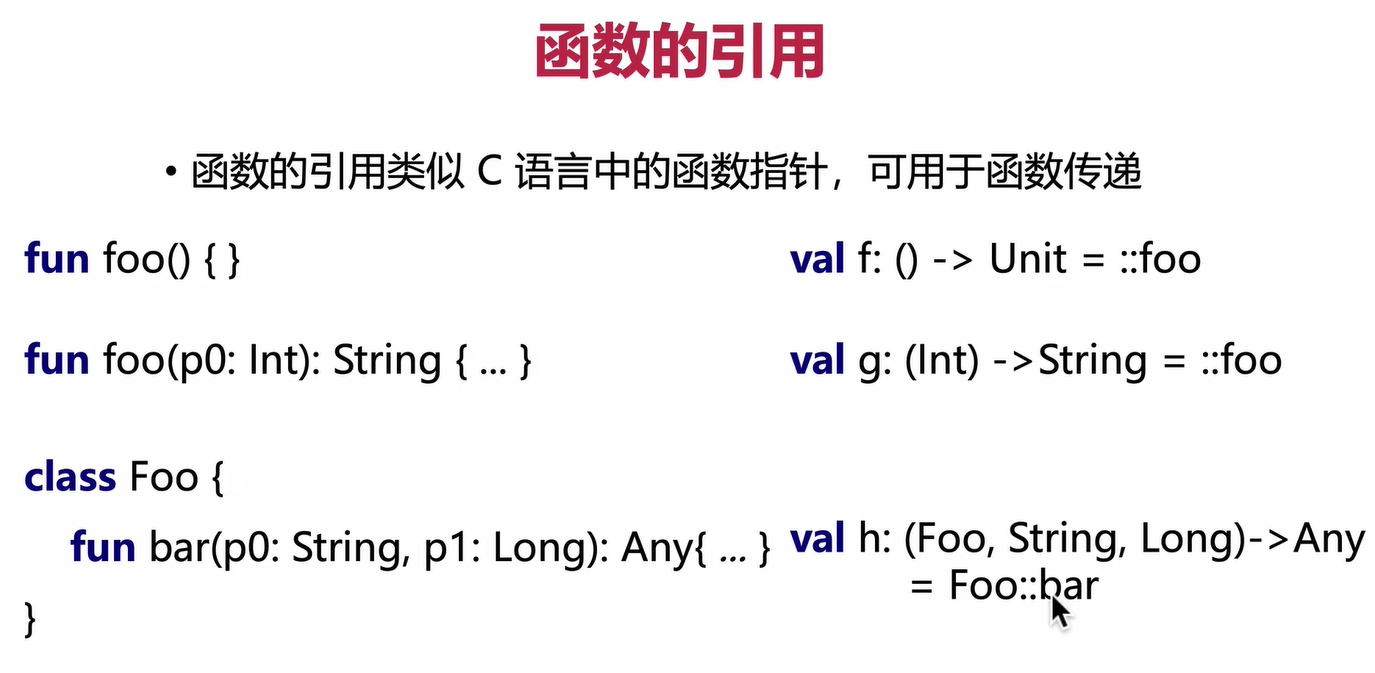 函数的引用
• 函数的引用类似 C 语言中的函数指针，可用于函数传递
fun foo() { }
val f: () -> Unit = ::foo
fun foo(p0: Int): String { ... }
val g: (Int) ->String = ::foo
class Foo {
fun bar(p0: String, p1: Long): Any{ ... }
}
val h: (Foo, String, Long)->Any
= Foo::bar